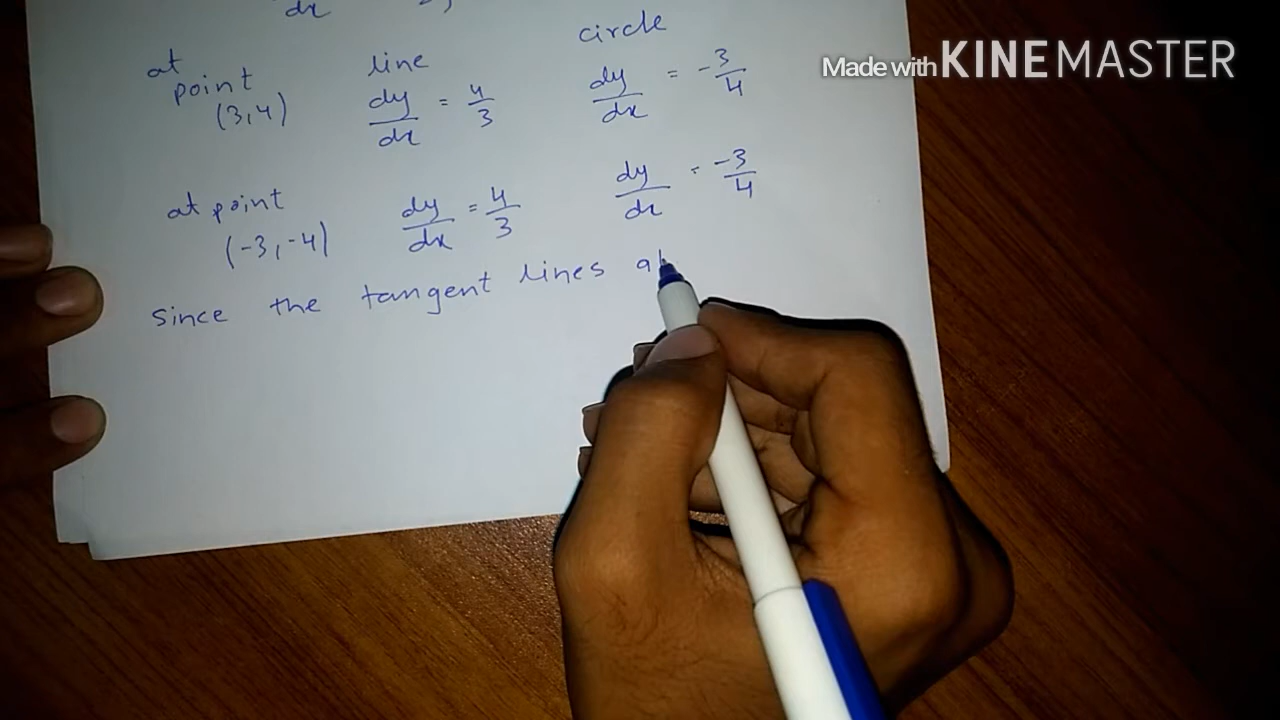 dx
at point (3,4)
line
dy/dx = 4/3
circle
dy/dx = -3/4
at point (-3,-4)
dy/dx = 4/3
dy/dx = -3/4
since the tangent lines
Made with KINEMASTER